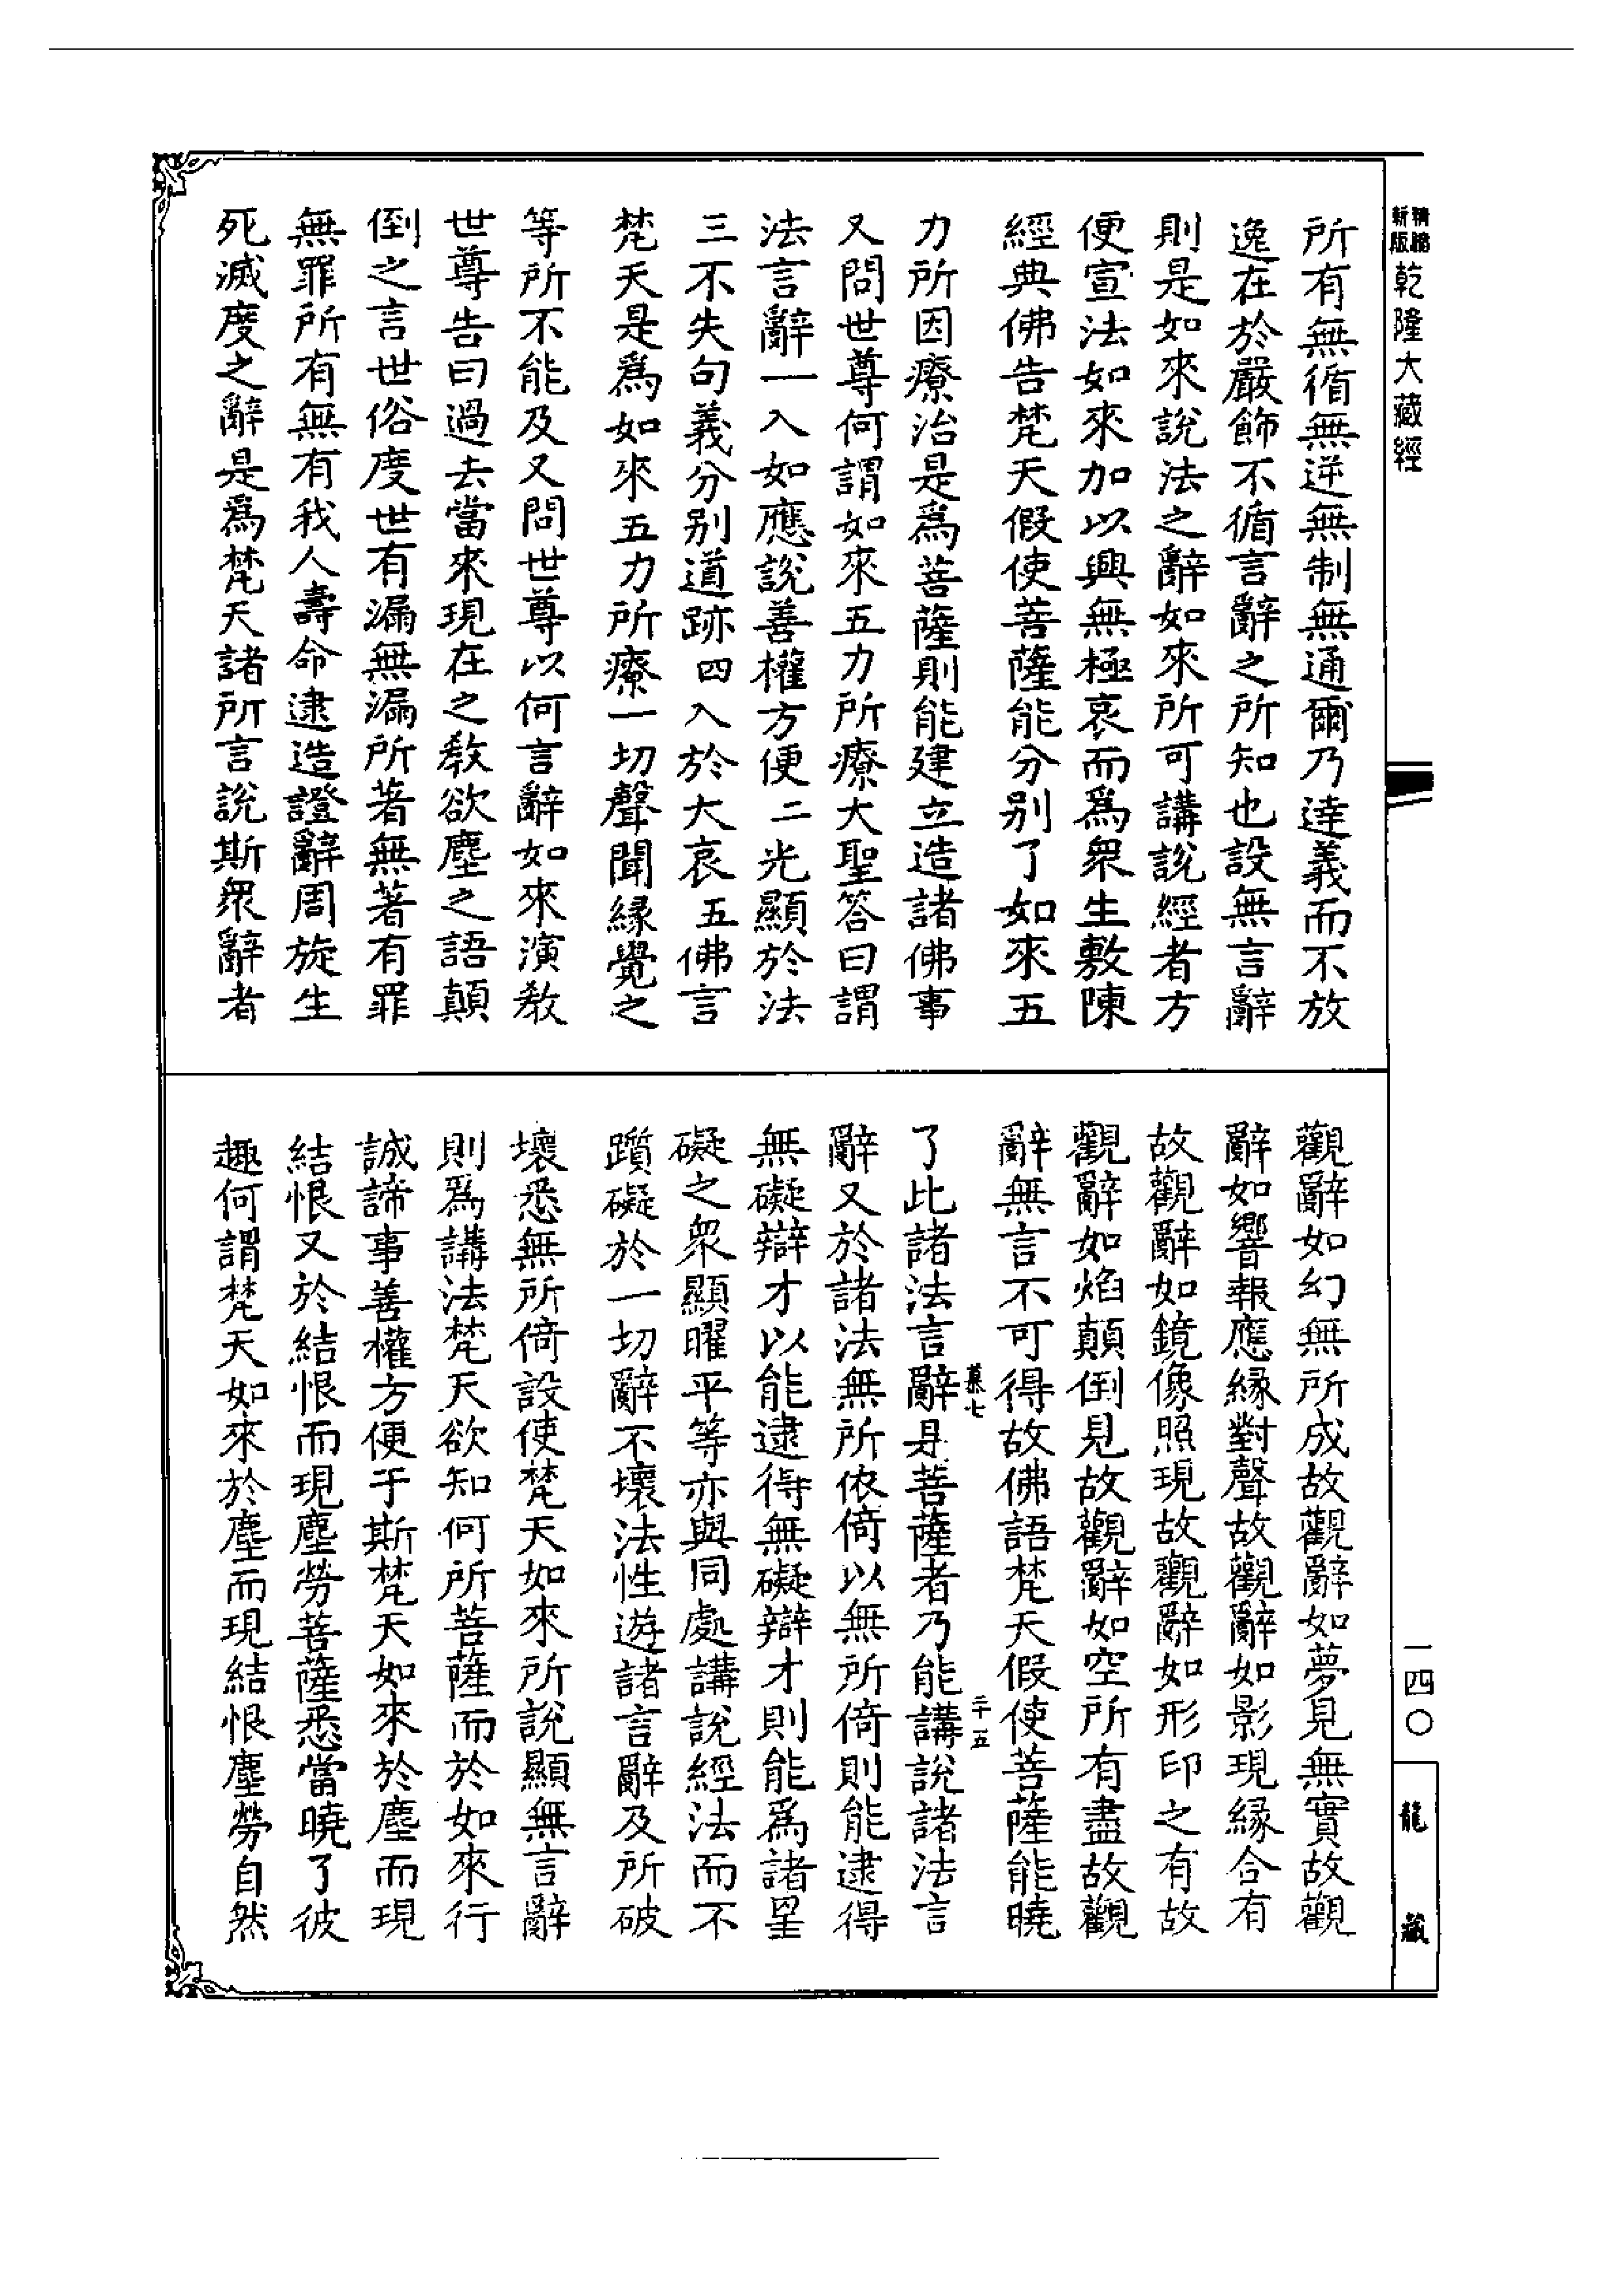 精繕新版乾隆大藏經
所有無循無逆無制無通爾乃達義而不放
逸在於嚴飾不循言辭之所知也設無言辭
則是如來說法之辭如來所可講說經者方
便宣法如來加以興無極哀而為衆生敷陳
經典佛告梵天假使菩薩能分别了如來五
力所因療治是為菩薩則能建立造諸佛事
又問世尊何謂如來五力所療大聖答曰謂
法言辭一入如應說善權方便二光顯於法
三不失句義分别道跡四入於大哀五佛言
梵天是為如來五力所療一切聲聞緣覺之
等所不能及又問世尊以何言辭如來演教
世尊告曰過去當來現在之教欲塵之語顛
倒之言世俗度世有漏無漏所著無著有罪
無罪所有無有我人壽命逮造證辭周旋生
死滅度之辭是為梵天諸所言說斯衆辭者
觀辭如幻無所成故觀辭如夢見無實故觀
辭如響報應緣對聲故觀辭如影現緣合有
故觀辭如鏡像照現故觀辭如形印之有故
觀辭如焰顛倒見故觀辭如空所有盡故觀
辭無言不可得故佛語梵天假使菩薩能曉
慕七
二十五
了此諸法言辭是菩薩者乃能講說諸法言
辭又於諸法無所依倚以無所倚則能逮得
無礙辯才以能逮得無礙辯才則能為諸罣
礙之衆顯曜平等亦與同處講說經法而不
躓礙於一切辭不壞法性遊諸言辭及所破
壞悉無所倚設使梵天如來所說顯無言辭
則為講法梵天欲知何所菩薩而於如來行
誠諦事善權方便于斯梵天如來於塵而現
結恨又於結恨而現塵勞菩薩悉當曉了彼
趣何謂梵天如來於塵而現結恨塵勞自然
一四〇
龍藏